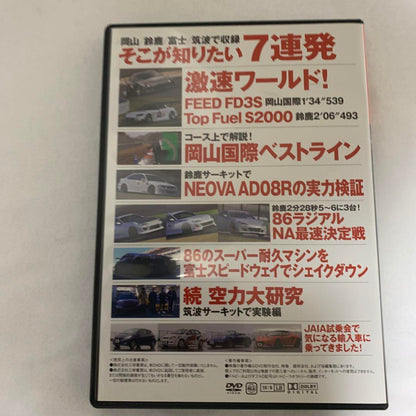 岡山 鈴鹿 富士 筑波で収録
そこが知りたい7連発
激速ワールド!
FEED FD3S 岡山国際1'34"539
Top Fuel S2000 鈴鹿2'06"493
コース上で解説!
岡山国際ベストライン
鈴鹿サーキットで
NEOVA AD08Rの実力検証
鈴鹿2分28秒5〜6に3台!
86ラジアル
NA最速決定戦
86のスーパー耐久マシンを
富士スピードウェイでシェイクダウン
続 空力大研究
筑波サーキットで実験編
JAIA試乗会で
気になる輸入車に
乗ってきました!
DVD VIDEO
16:9 LB
DOLBY DIGITAL